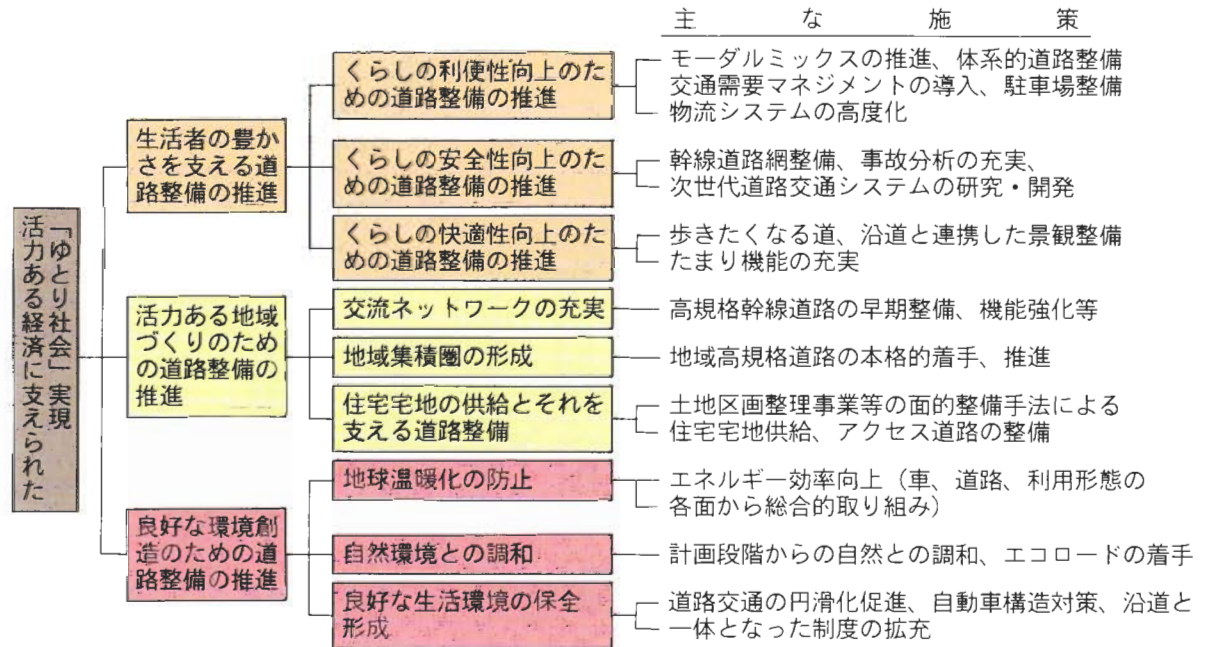 主な施策
活力ある経済に支えられた
「ゆとり社会」実現
生活者の豊か
さを支える道
路整備の推進
くらしの利便性向上のた
めの道路整備の推進
モーダルミックスの推進、体系的道路整備
交通需要マネジメントの導入、駐車場整備
物流システムの高度化
くらしの安全性向上のた
めの道路整備の推進
幹線道路網整備、事故分析の充実、
次世代道路交通システムの研究・開発
くらしの快適性向上のた
めの道路整備の推進
歩きたくなる道、沿道と連携した景観整備
たまり機能の充実
活力ある地域
づくりのため
の道路整備の
推進
交流ネットワークの充実
高規格幹線道路の早期整備、機能強化等
地域集積圏の形成
地域高規格道路の本格的着手、推進
住宅宅地の供給とそれを
支える道路整備
土地区画整理事業等の面的整備手法による
住宅宅地供給、アクセス道路の整備
良好な環境創
造のための道
路整備の推進
地球温暖化の防止
エネルギー効率向上（車、道路、利用形態の
各面から総合的取り組み）
自然環境との調和
計画段階からの自然との調和、エコロードの着手
良好な生活環境の保全
形成
道路交通の円滑化促進、自動車構造対策、沿道と
一体となった制度の拡充